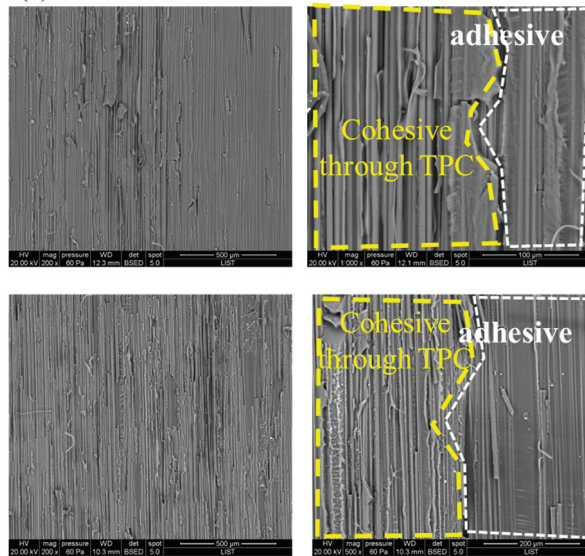 adhesive
Cohesive
through TPC
HV mag pressure WD det spot
500 µm
20.00 kV 200 x 60 Pa 12.3 mm BSED 5.0
LIST
HV mag pressure WD det spot
100 µm
20.00 kV 1 000 x 60 Pa 12.1 mm BSED 5.0
LIST
Cohesive
adhesive
through TPC
HV mag pressure WD det spot
500 µm
20.00 kV 200 x 60 Pa 10.3 mm BSED 5.0
LIST
HV mag pressure WD det spot
200 µm
20.00 kV 500 x 60 Pa 10.3 mm BSED 5.0
LIST